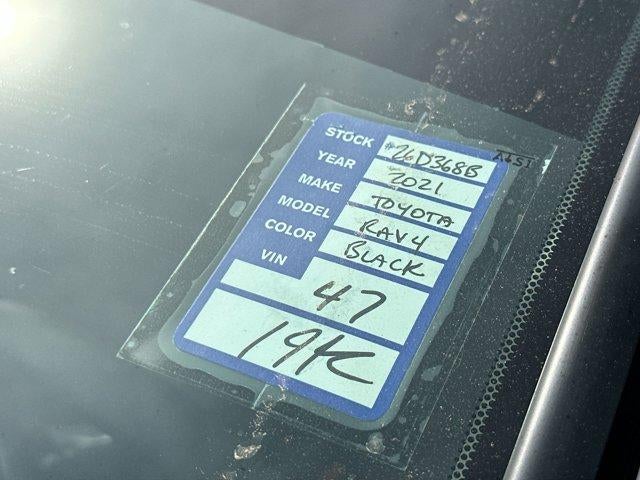 STOCK #26D368B
YEAR 2021
MAKE TOYOTA
MODEL RAV4
COLOR BLACK
VIN 47
19K